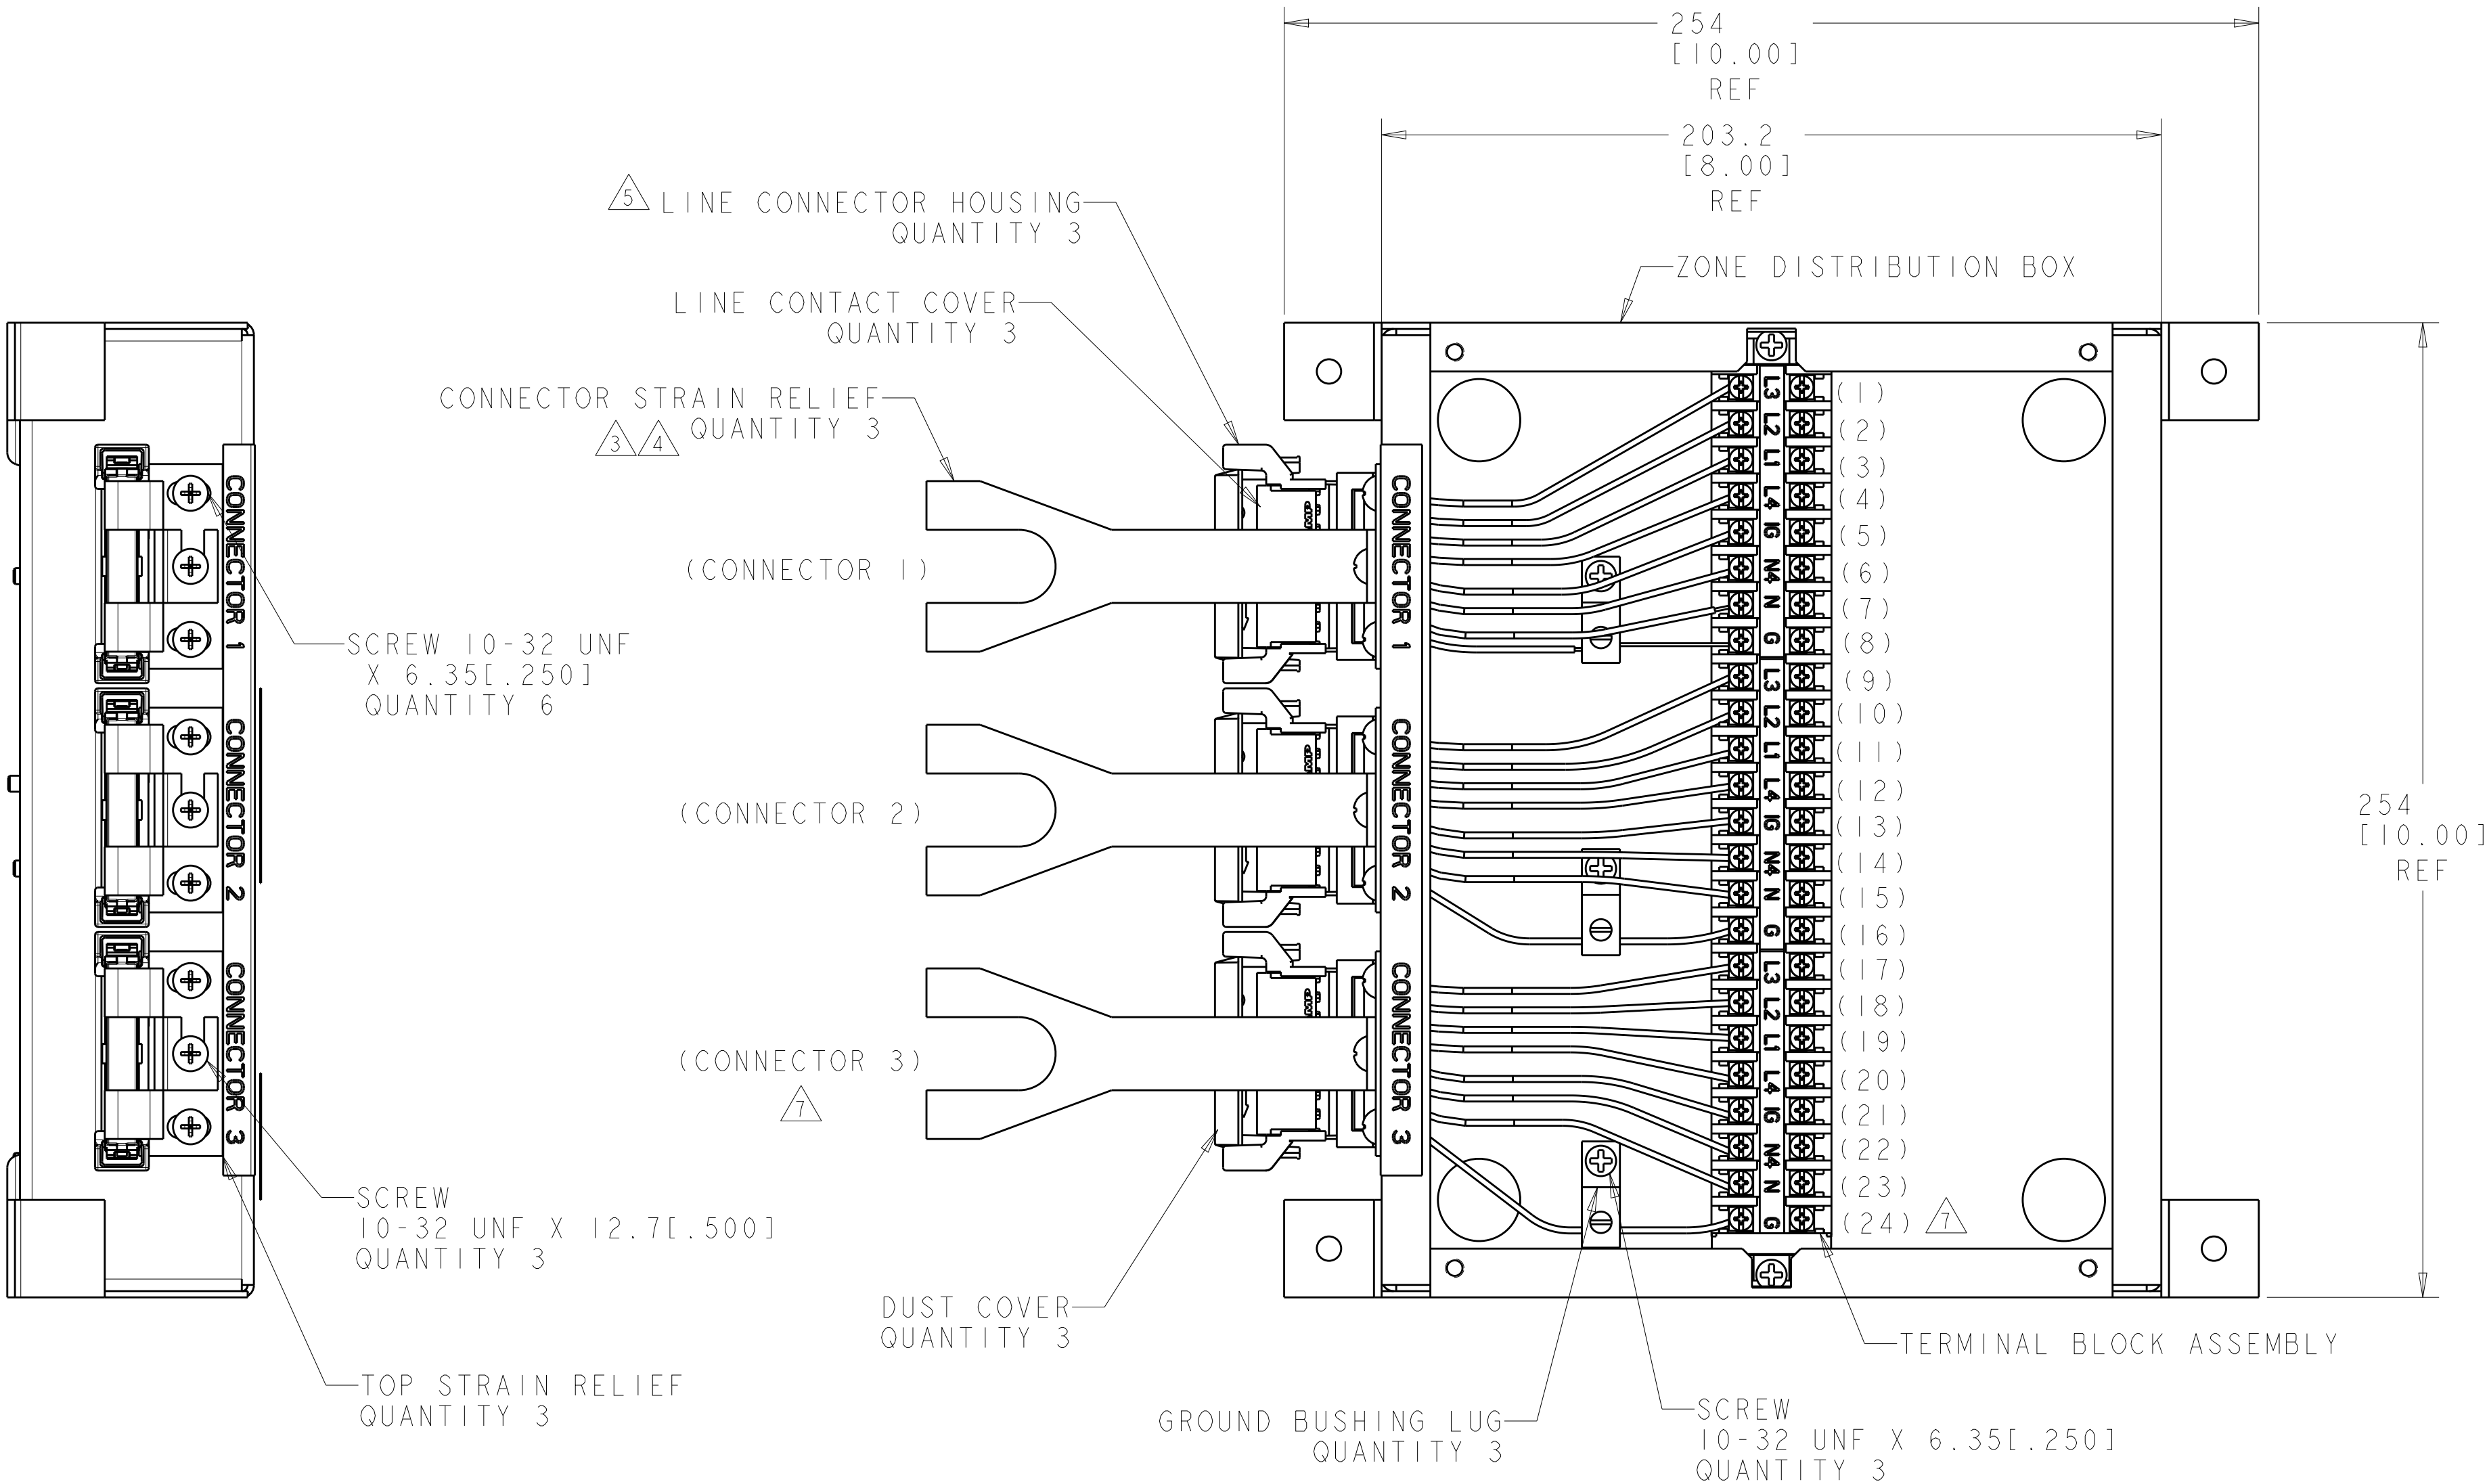 254
[10.00]
REF
203.2
[8.00]
REF
5 LINE CONNECTOR HOUSING
QUANTITY 3
ZONE DISTRIBUTION BOX
LINE CONTACT COVER
QUANTITY 3
CONNECTOR STRAIN RELIEF
3 4 QUANTITY 3
(CONNECTOR 1)
(CONNECTOR 2)
(CONNECTOR 3)
7
CONNECTOR 1
CONNECTOR 2
CONNECTOR 3
SCREW 10-32 UNF
X 6.35[.250]
QUANTITY 6
SCREW
10-32 UNF X 12.7[.500]
QUANTITY 3
TOP STRAIN RELIEF
QUANTITY 3
DUST COVER
QUANTITY 3
CONNECTOR 1
CONNECTOR 2
CONNECTOR 3
L3 (1)
L2 (2)
L1 (3)
L4 (4)
IG (5)
N4 (6)
N (7)
G (8)
L3 (9)
L2 (10)
L1 (11)
L4 (12)
IG (13)
N4 (14)
N (15)
G (16)
L3 (17)
L2 (18)
L1 (19)
L4 (20)
IG (21)
N4 (22)
N (23)
G (24) 7
254
[10.00]
REF
TERMINAL BLOCK ASSEMBLY
GROUND BUSHING LUG
QUANTITY 3
SCREW
10-32 UNF X 6.35[.250]
QUANTITY 3